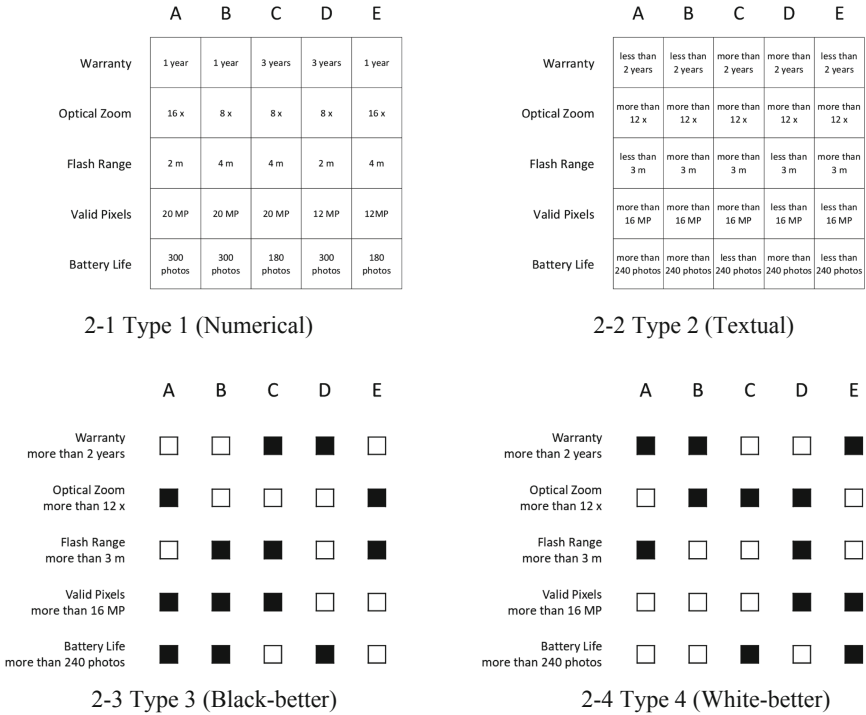 A B C D E
Warranty 1 year 1 year 3 years 3 years 1 year
Optical Zoom 16 x 8 x 8 x 8 x 16 x
Flash Range 2 m 4 m 4 m 2 m 4 m
Valid Pixels 20 MP 20 MP 20 MP 12 MP 12MP
Battery Life 300 photos 300 photos 180 photos 300 photos 180 photos
2-1 Type 1 (Numerical)
A B C D E
Warranty less than 2 years less than 2 years more than 2 years more than 2 years less than 2 years
Optical Zoom more than 12 x more than 12 x more than 12 x more than 12 x more than 12 x
Flash Range less than 3 m more than 3 m more than 3 m less than 3 m more than 3 m
Valid Pixels more than 16 MP more than 16 MP more than 16 MP less than 16 MP less than 16 MP
Battery Life more than 240 photos more than 240 photos less than 240 photos more than 240 photos less than 240 photos
2-2 Type 2 (Textual)
A B C D E
Warranty
more than 2 years
Optical Zoom
more than 12 x
Flash Range
more than 3 m
Valid Pixels
more than 16 MP
Battery Life
more than 240 photos
2-3 Type 3 (Black-better)
A B C D E
Warranty
more than 2 years
Optical Zoom
more than 12 x
Flash Range
more than 3 m
Valid Pixels
more than 16 MP
Battery Life
more than 240 photos
2-4 Type 4 (White-better)